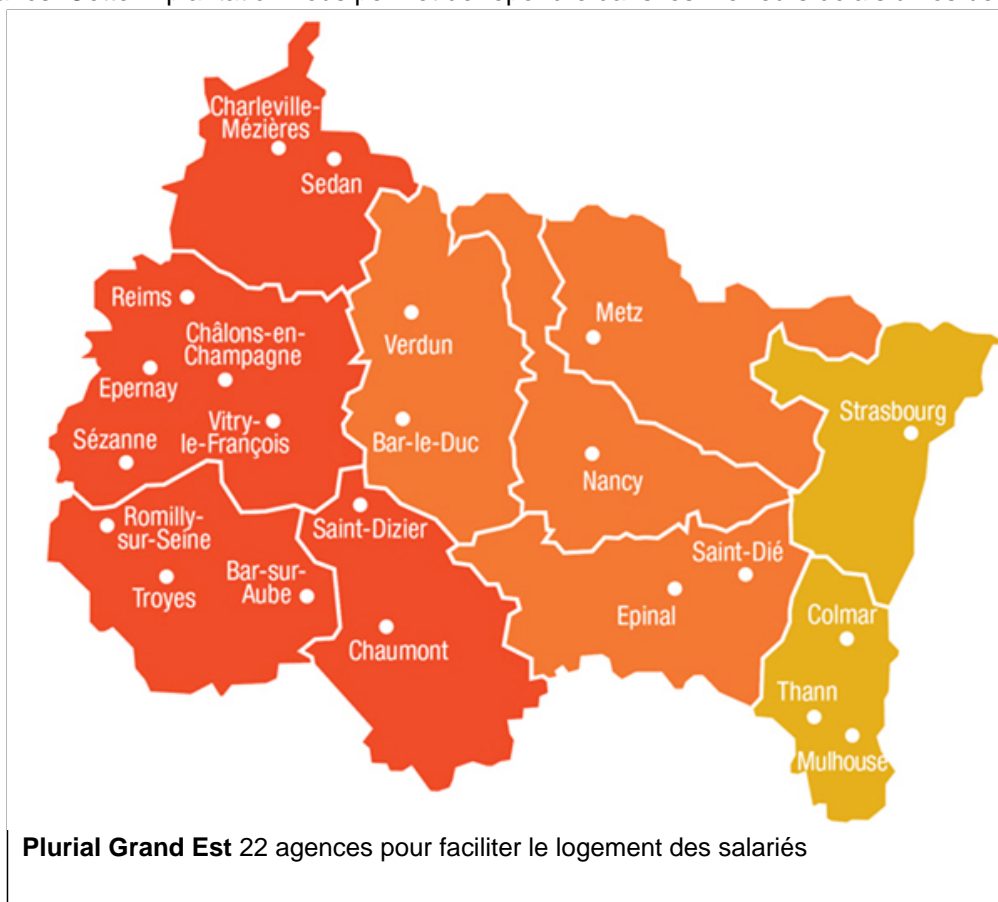 Charleville-
Mézières
Sedan
Reims
Châlons-en-
Champagne
Epernay
Vitry-
le-François
Sézanne
Verdun
Bar-le-Duc
Metz
Nancy
Strasbourg
Romilly-
sur-Seine
Troyes
Bar-sur-
Aube
Saint-Dizier
Chaumont
Saint-Dié
Epinal
Colmar
Thann
Mulhouse
Plurial Grand Est 22 agences pour faciliter le logement des salariés